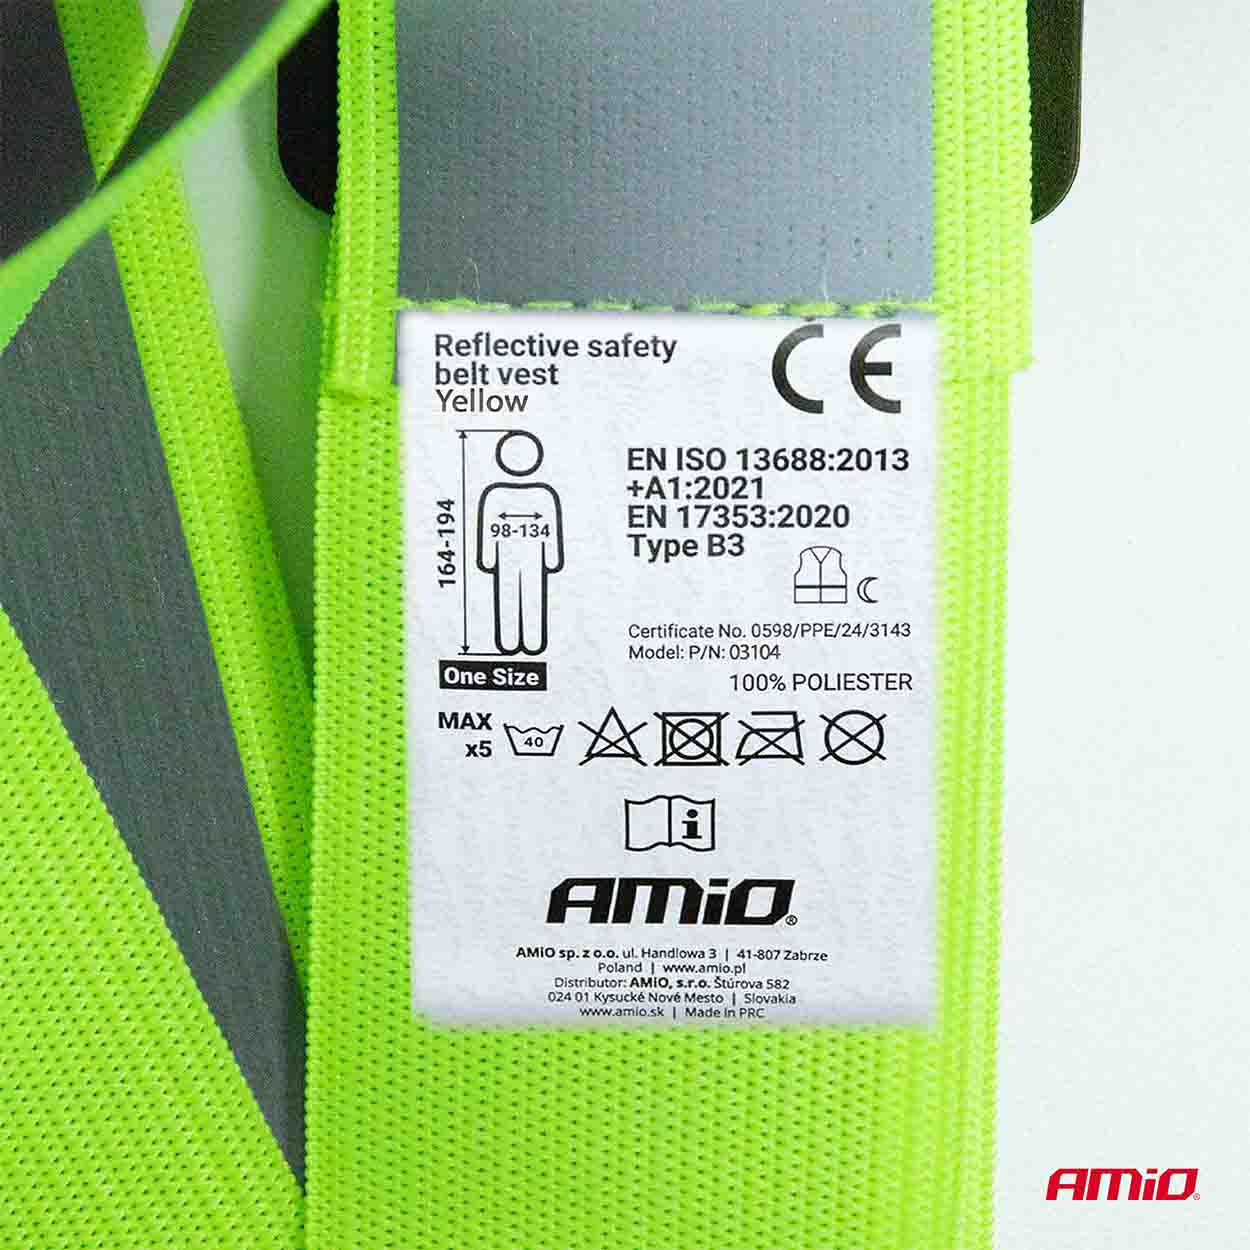 Reflective safety
belt vest
Yellow
CE
164-194
98-134
One Size
EN ISO 13688:2013
+A1:2021
EN 17353:2020
Type B3
Certificate No. 0598/PPE/24/3143
Model: P/N: 03104
100% POLIESTER
MAX
x5
40
i
AMiO®
AMiO sp. z o.o. ul. Handlowa 3 | 41-807 Zabrze
Poland | www.amio.pl
Distributor: AMiO, s.r.o. Štúrova 582
024 01 Kysucké Nové Mesto | Slovakia
www.amio.sk | Made in PRC
AMiO®